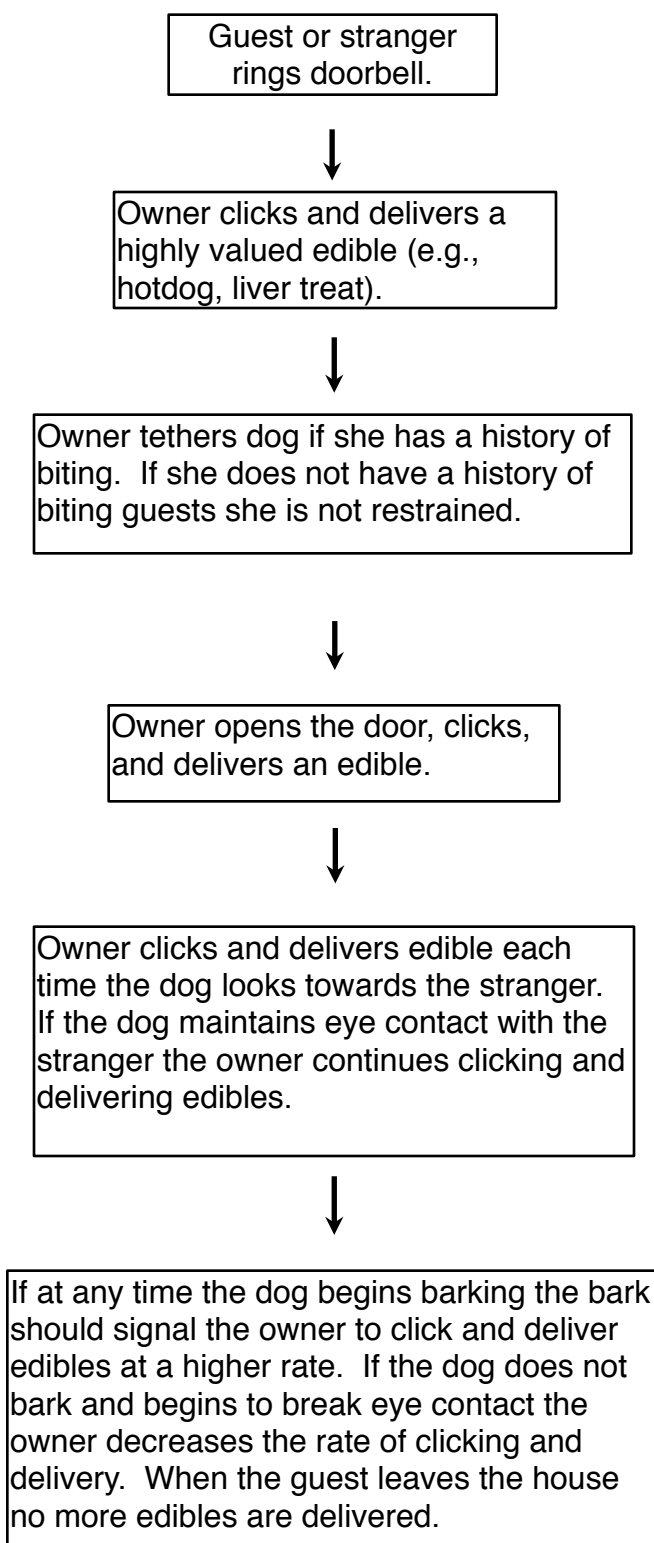 Guest or stranger
rings doorbell.
Owner clicks and delivers a
highly valued edible (e.g.,
hotdog, liver treat).
Owner tethers dog if she has a history of
biting.  If she does not have a history of
biting guests she is not restrained.
Owner opens the door, clicks,
and delivers an edible.
Owner clicks and delivers edible each
time the dog looks towards the stranger.
If the dog maintains eye contact with the
stranger the owner continues clicking and
delivering edibles.
If at any time the dog begins barking the bark
should signal the owner to click and deliver
edibles at a higher rate.  If the dog does not
bark and begins to break eye contact the
owner decreases the rate of clicking and
delivery.  When the guest leaves the house
no more edibles are delivered.